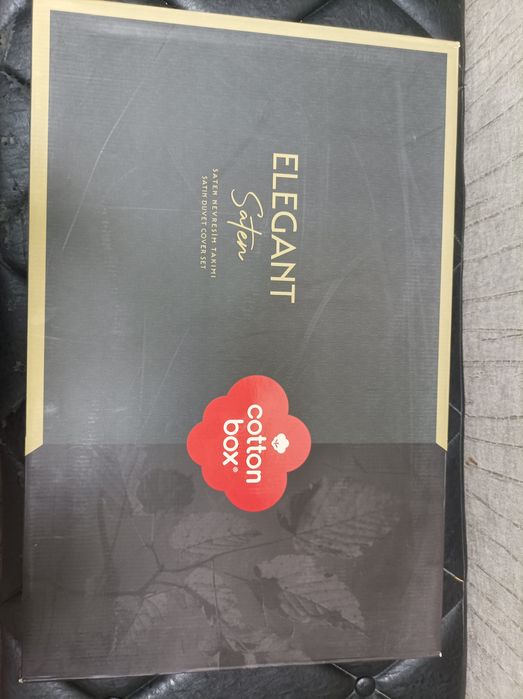 ELEGANT
Saten
SATEN NEVRESİM TAKIMI
SATIN DUVET COVER SET
cotton
box®